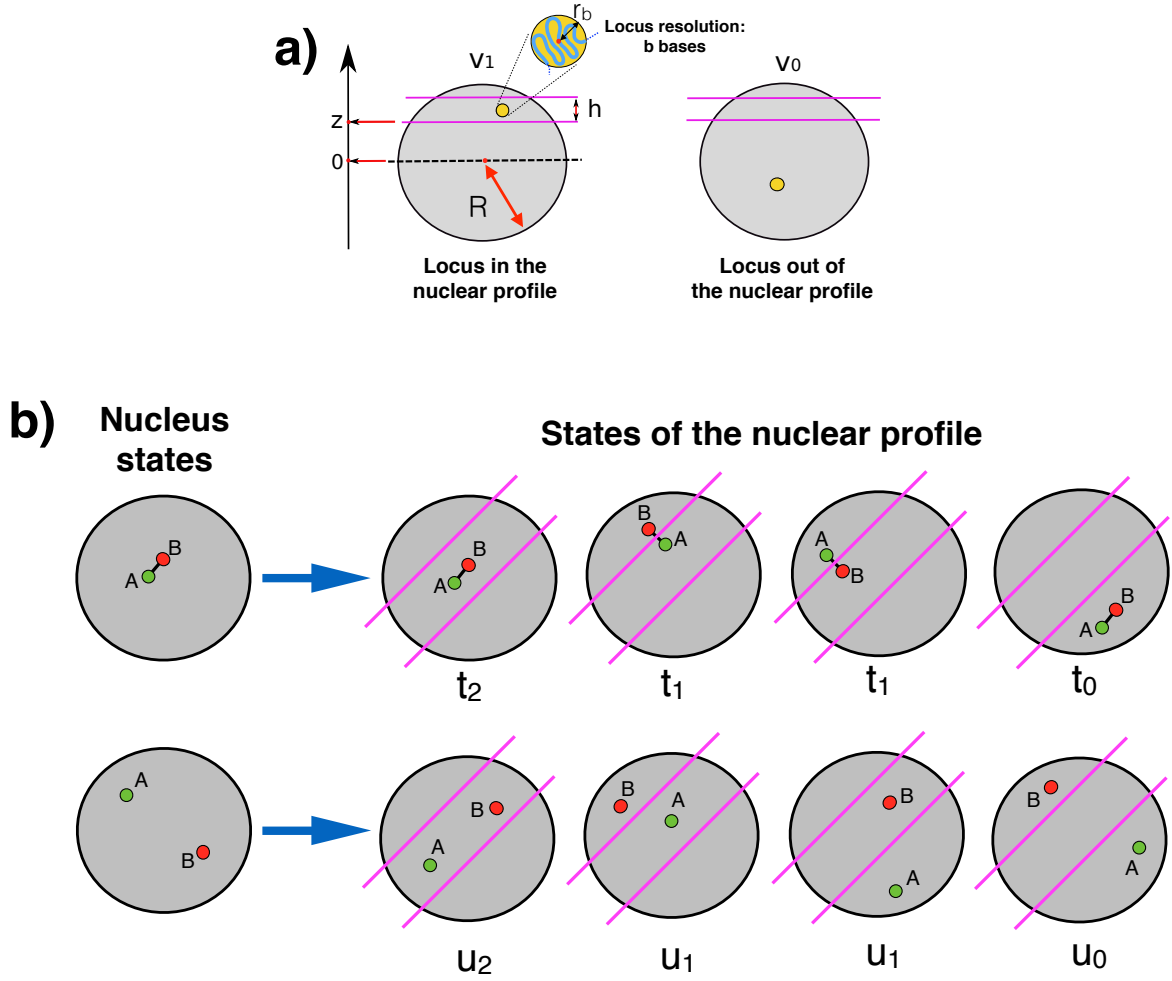 a)
r_b
Locus resolution:
b bases
v₁
v₀
h
z
0
R
Locus in the
nuclear profile
Locus out of
the nuclear profile
b)
Nucleus
states
States of the nuclear profile
A B
A B
B A
A B
A B
t₂ t₁ t₁ t₀
A B
A B
B A
B A
B A
u₂ u₁ u₁ u₀